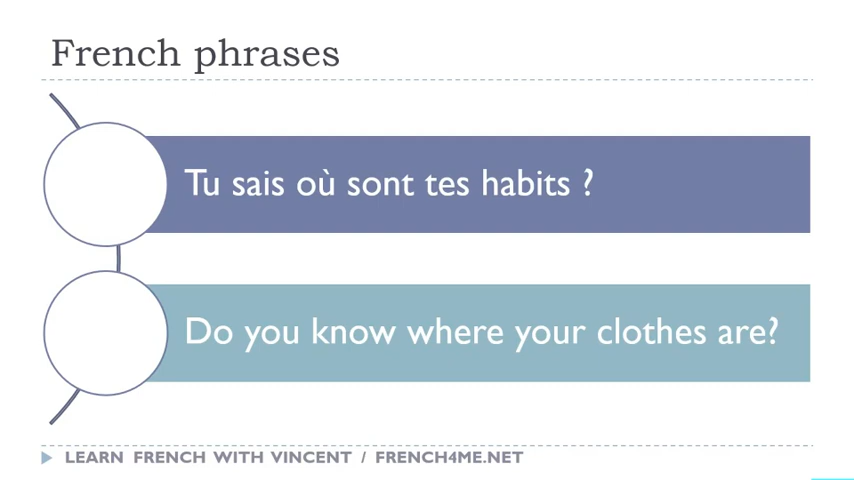 French phrases
Tu sais où sont tes habits ?
Do you know where your clothes are?
LEARN FRENCH WITH VINCENT / FRENCH4ME.NET